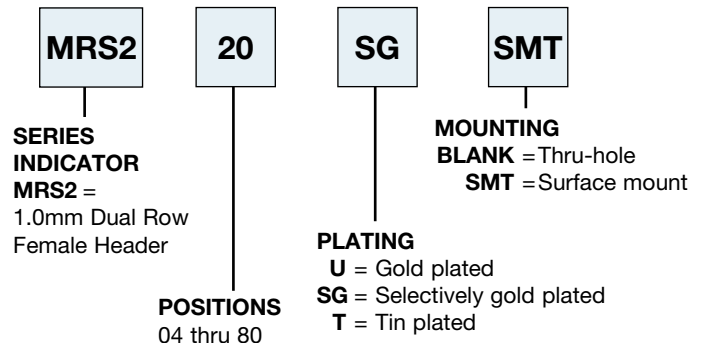 MRS2 20 SG SMT
SERIES
INDICATOR
MRS2 =
1.0mm Dual Row
Female Header
POSITIONS
04 thru 80
PLATING
U = Gold plated
SG = Selectively gold plated
T = Tin plated
MOUNTING
BLANK = Thru-hole
SMT = Surface mount